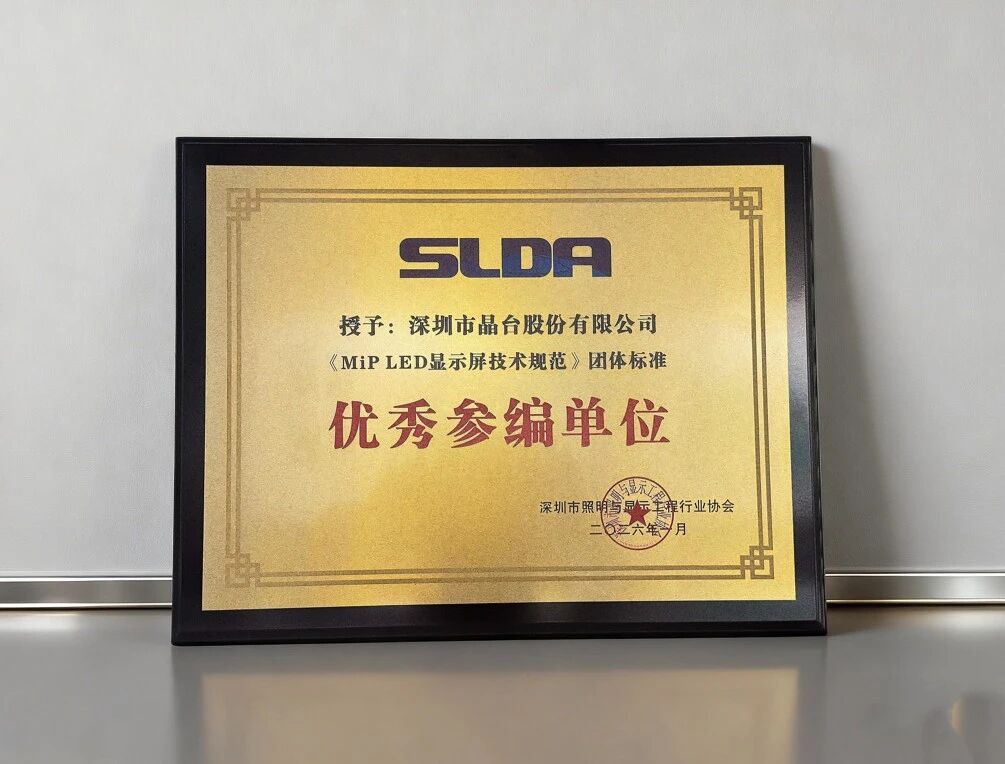 SLDA
授予：深圳市晶台股份有限公司
《MiP LED显示屏技术规范》团体标准
优秀参编单位
深圳市照明与显示工程行业协会
二〇二六年一月